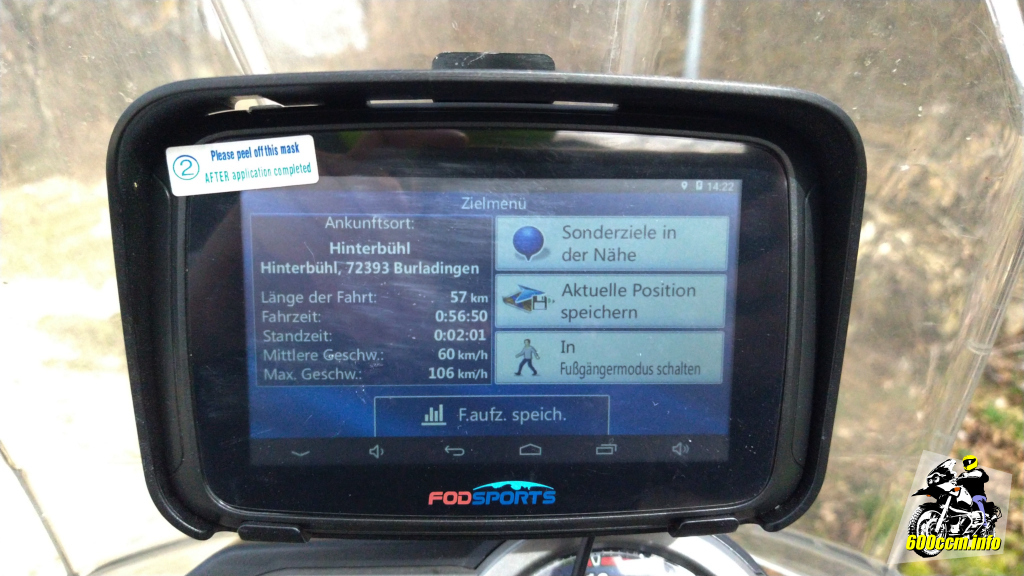 ② Please peel off this mask
AFTER application completed
14:22
Zielmenü
Ankunftsort:
Hinterbühl
Hinterbühl, 72393 Burladingen
Länge der Fahrt: 57 km
Fahrzeit: 0:56:50
Standzeit: 0:02:01
Mittlere Geschw.: 60 km/h
Max. Geschw.: 106 km/h
Sonderziele in
der Nähe
Aktuelle Position
speichern
In
Fußgängermodus schalten
F.aufz. speich.
FODSPORTS
600ccm.info